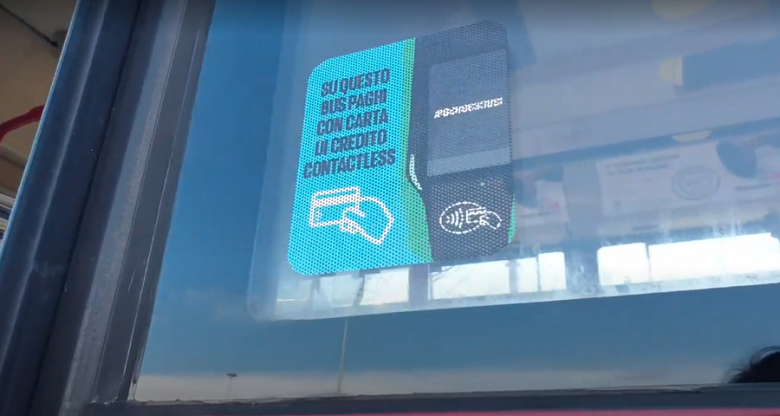 SU QUESTO
BUS PAGHI
CON CARTA
DI CREDITO
CONTACTLESS